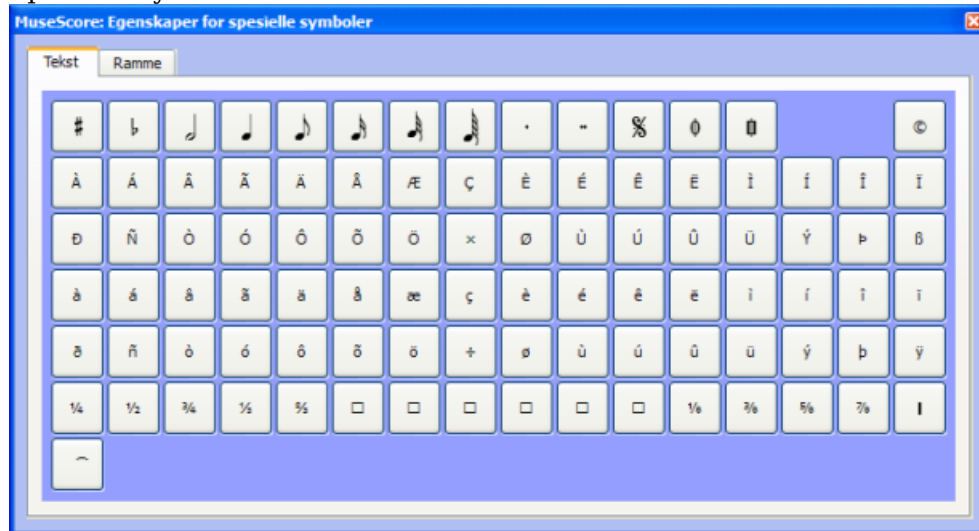 MuseScore: Egenskaper for spesielle symboler
Tekst Ramme
♯ ♭ 𝅗𝅥 𝅘𝅥 𝅘𝅥𝅮 𝅘𝅥𝅯 𝅘𝅥𝅰 𝅘𝅥𝅱 . .. 𝄋 𝄌 ©
À Á Â Ã Ä Å Æ Ç È É Ê Ë Ì Í Î Ï
Ð Ñ Ò Ó Ô Õ Ö × Ø Ù Ú Û Ü Ý Þ ß
à á â ã ä å æ ç è é ê ë ì í î ï
ð ñ ò ó ô õ ö ÷ ø ù ú û ü ý þ ÿ
¼ ½ ¾ ⅓ ⅔ □ □ □ □ □ □ ⅛ ⅜ ⅝ ⅞